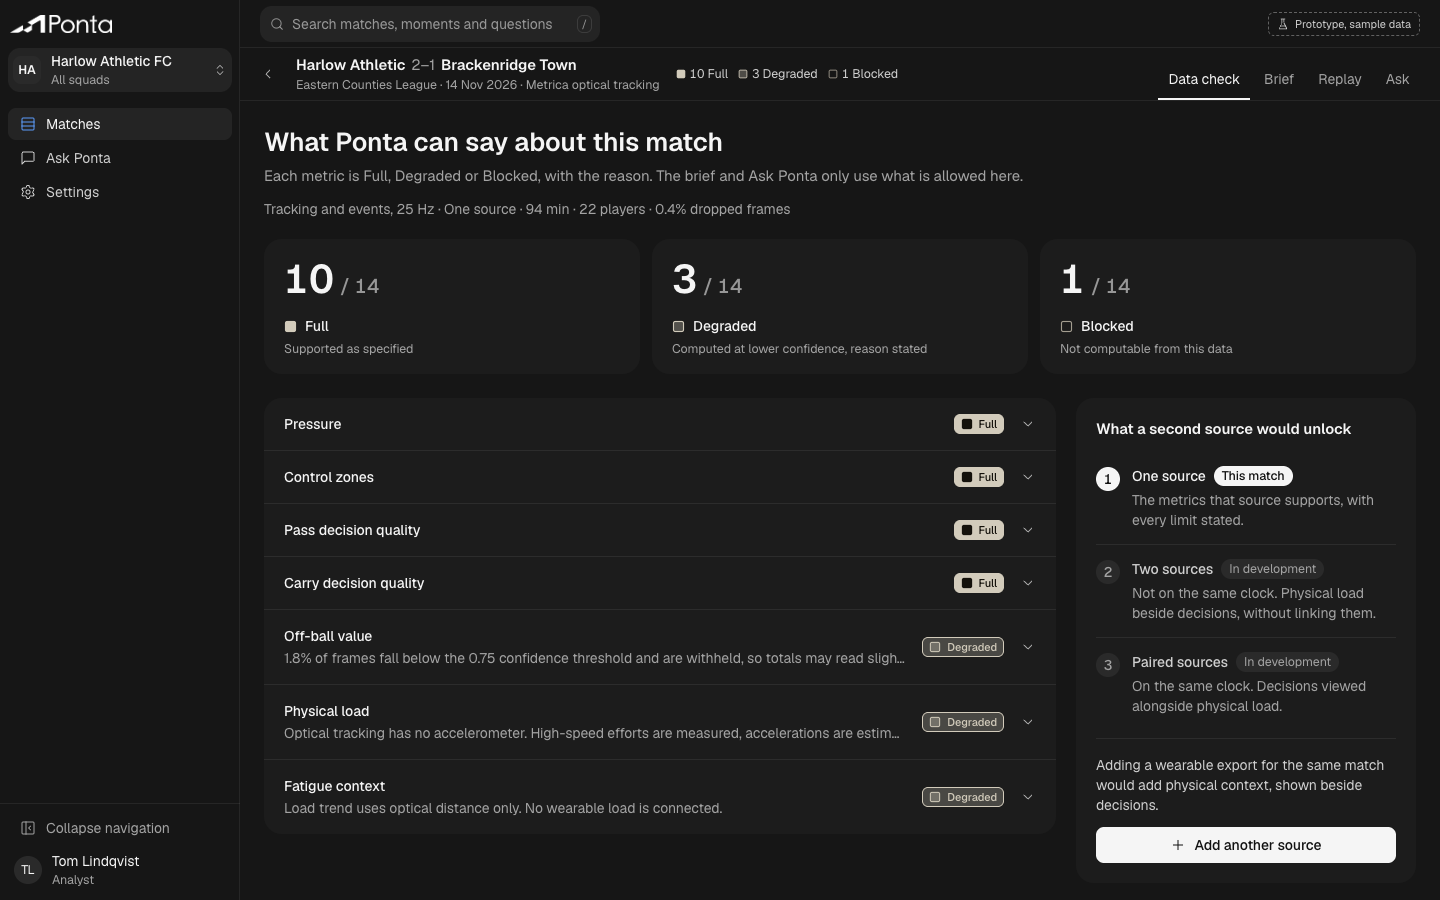 Ponta
HA
Harlow Athletic FC
All squads
Matches
Ask Ponta
Settings
Collapse navigation
TL
Tom Lindqvist
Analyst
Search matches, moments and questions
/
Prototype, sample data
Harlow Athletic 2–1 Brackenridge Town
Eastern Counties League · 14 Nov 2026 · Metrica optical tracking
10 Full
3 Degraded
1 Blocked
Data check
Brief
Replay
Ask
What Ponta can say about this match
Each metric is Full, Degraded or Blocked, with the reason. The brief and Ask Ponta only use what is allowed here.
Tracking and events, 25 Hz · One source · 94 min · 22 players · 0.4% dropped frames
10 / 14
Full
Supported as specified
3 / 14
Degraded
Computed at lower confidence, reason stated
1 / 14
Blocked
Not computable from this data
Pressure
Full
Control zones
Full
Pass decision quality
Full
Carry decision quality
Full
Off-ball value
1.8% of frames fall below the 0.75 confidence threshold and are withheld, so totals may read sligh...
Degraded
Physical load
Optical tracking has no accelerometer. High-speed efforts are measured, accelerations are estim...
Degraded
Fatigue context
Load trend uses optical distance only. No wearable load is connected.
Degraded
What a second source would unlock
1
One source
This match
The metrics that source supports, with
every limit stated.
2
Two sources
In development
Not on the same clock. Physical load
beside decisions, without linking them.
3
Paired sources
In development
On the same clock. Decisions viewed
alongside physical load.
Adding a wearable export for the same match
would add physical context, shown beside
decisions.
Add another source